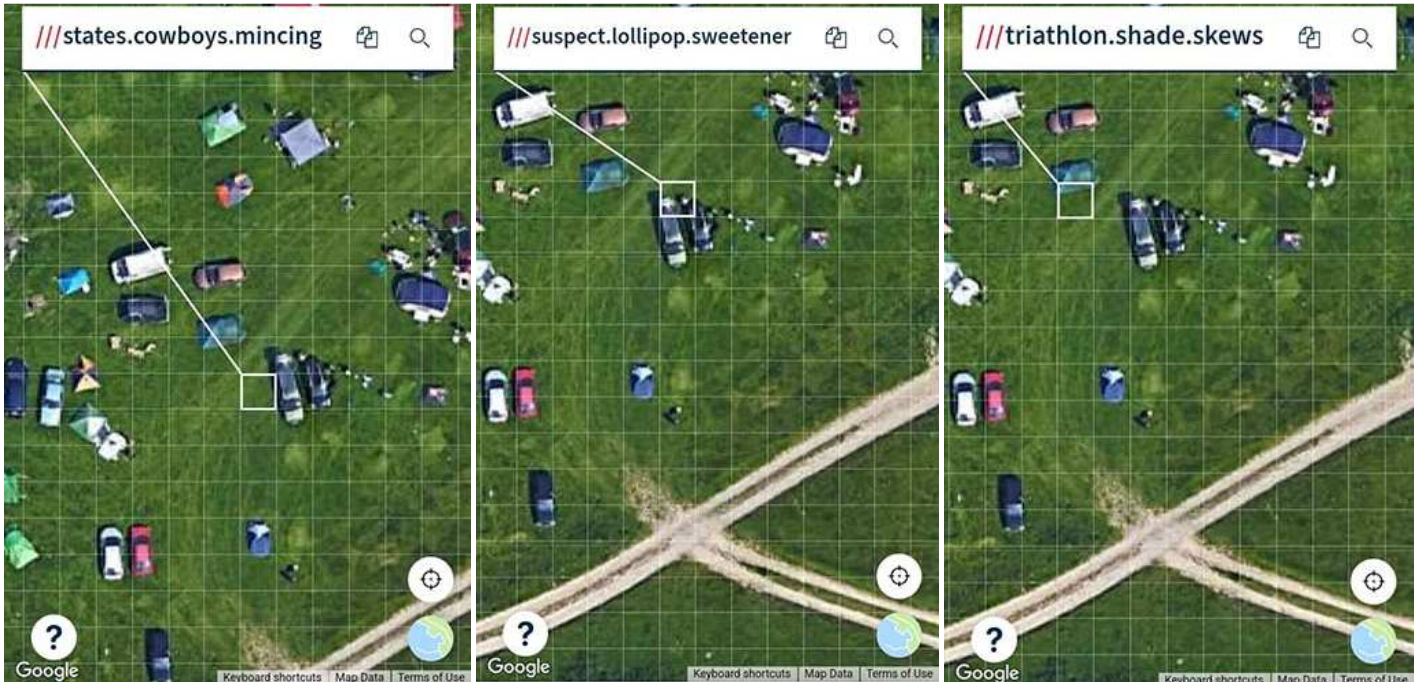 ///states.cowboys.mincing
?
Google
Keyboard shortcuts
Map Data
Terms of Use
///suspect.lollipop.sweetener
?
Google
Keyboard shortcuts
Map Data
Terms of Use
///triathlon.shade.skews
?
Google
Keyboard shortcuts
Map Data
Terms of Use